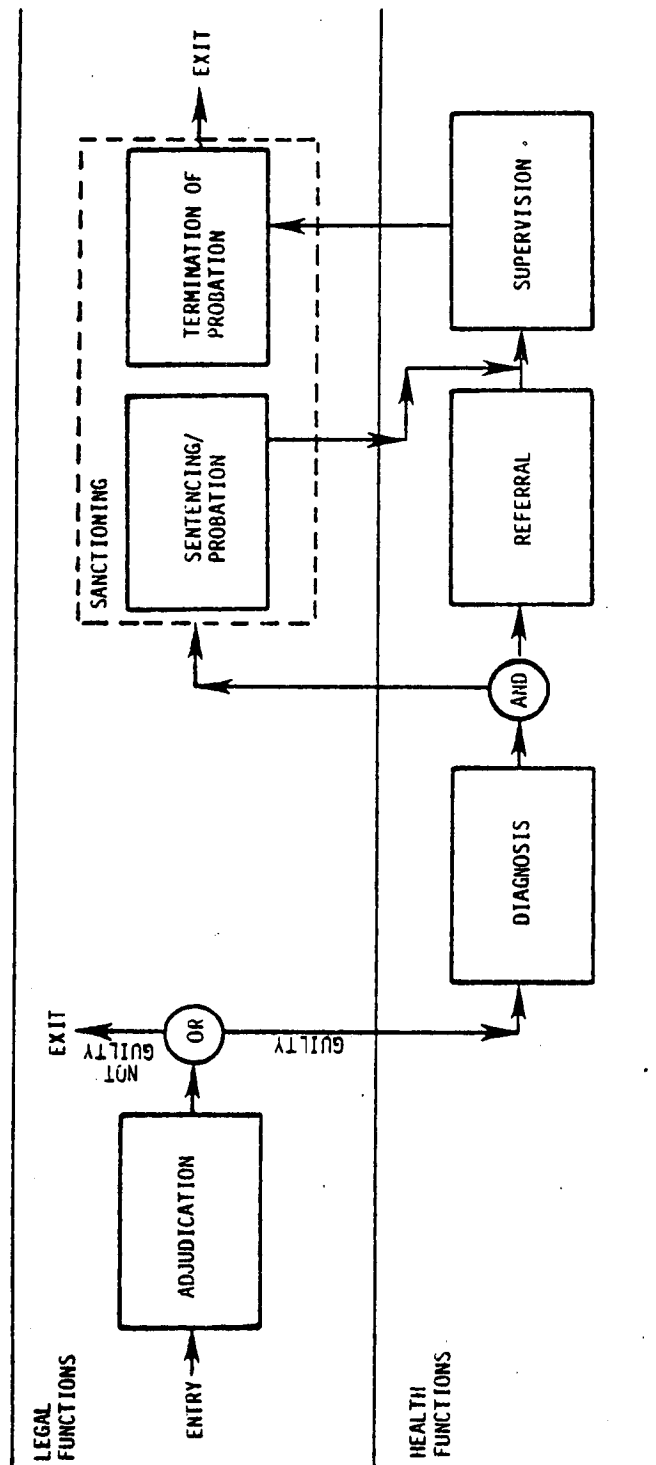 LEGAL
FUNCTIONS
ENTRY
ADJUDICATION
OR
EXIT
NOT
GUILTY
GUILTY
SANCTIONING
SENTENCING/
PROBATION
TERMINATION OF
PROBATION
EXIT
HEALTH
FUNCTIONS
DIAGNOSIS
AND
REFERRAL
SUPERVISION